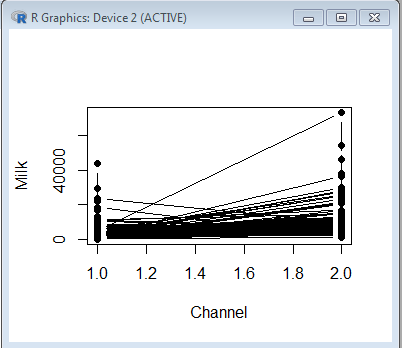 R Graphics: Device 2 (ACTIVE)
Milk
40000
0
1.0 1.2 1.4 1.6 1.8 2.0
Channel